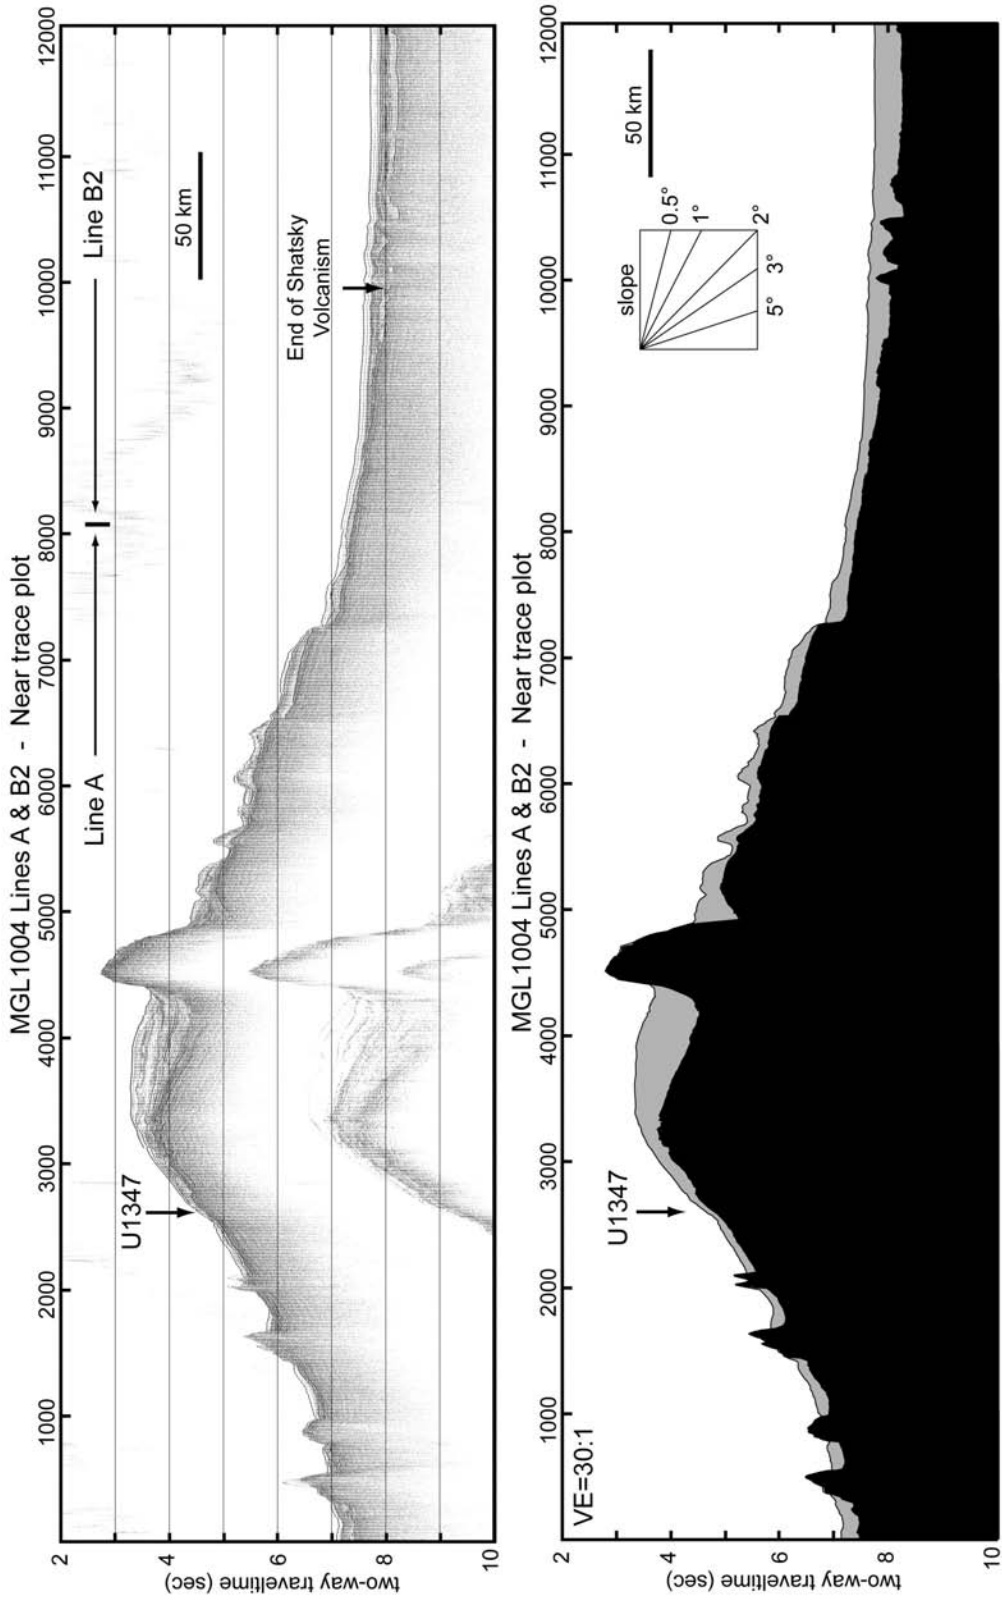 MGL1004 Lines A & B2 - Near trace plot
1000
2000
3000
4000
5000
6000
7000
8000
9000
10000
11000
12000
Line A
Line B2
50 km
U1347
End of Shatsky
Volcanism
2
4
6
8
10
two-way traveltime (sec)
MGL1004 Lines A & B2 - Near trace plot
1000
2000
3000
4000
5000
6000
7000
8000
9000
10000
11000
12000
VE=30:1
U1347
slope
0.5°
1°
2°
3°
5°
50 km
2
4
6
8
10
two-way traveltime (sec)